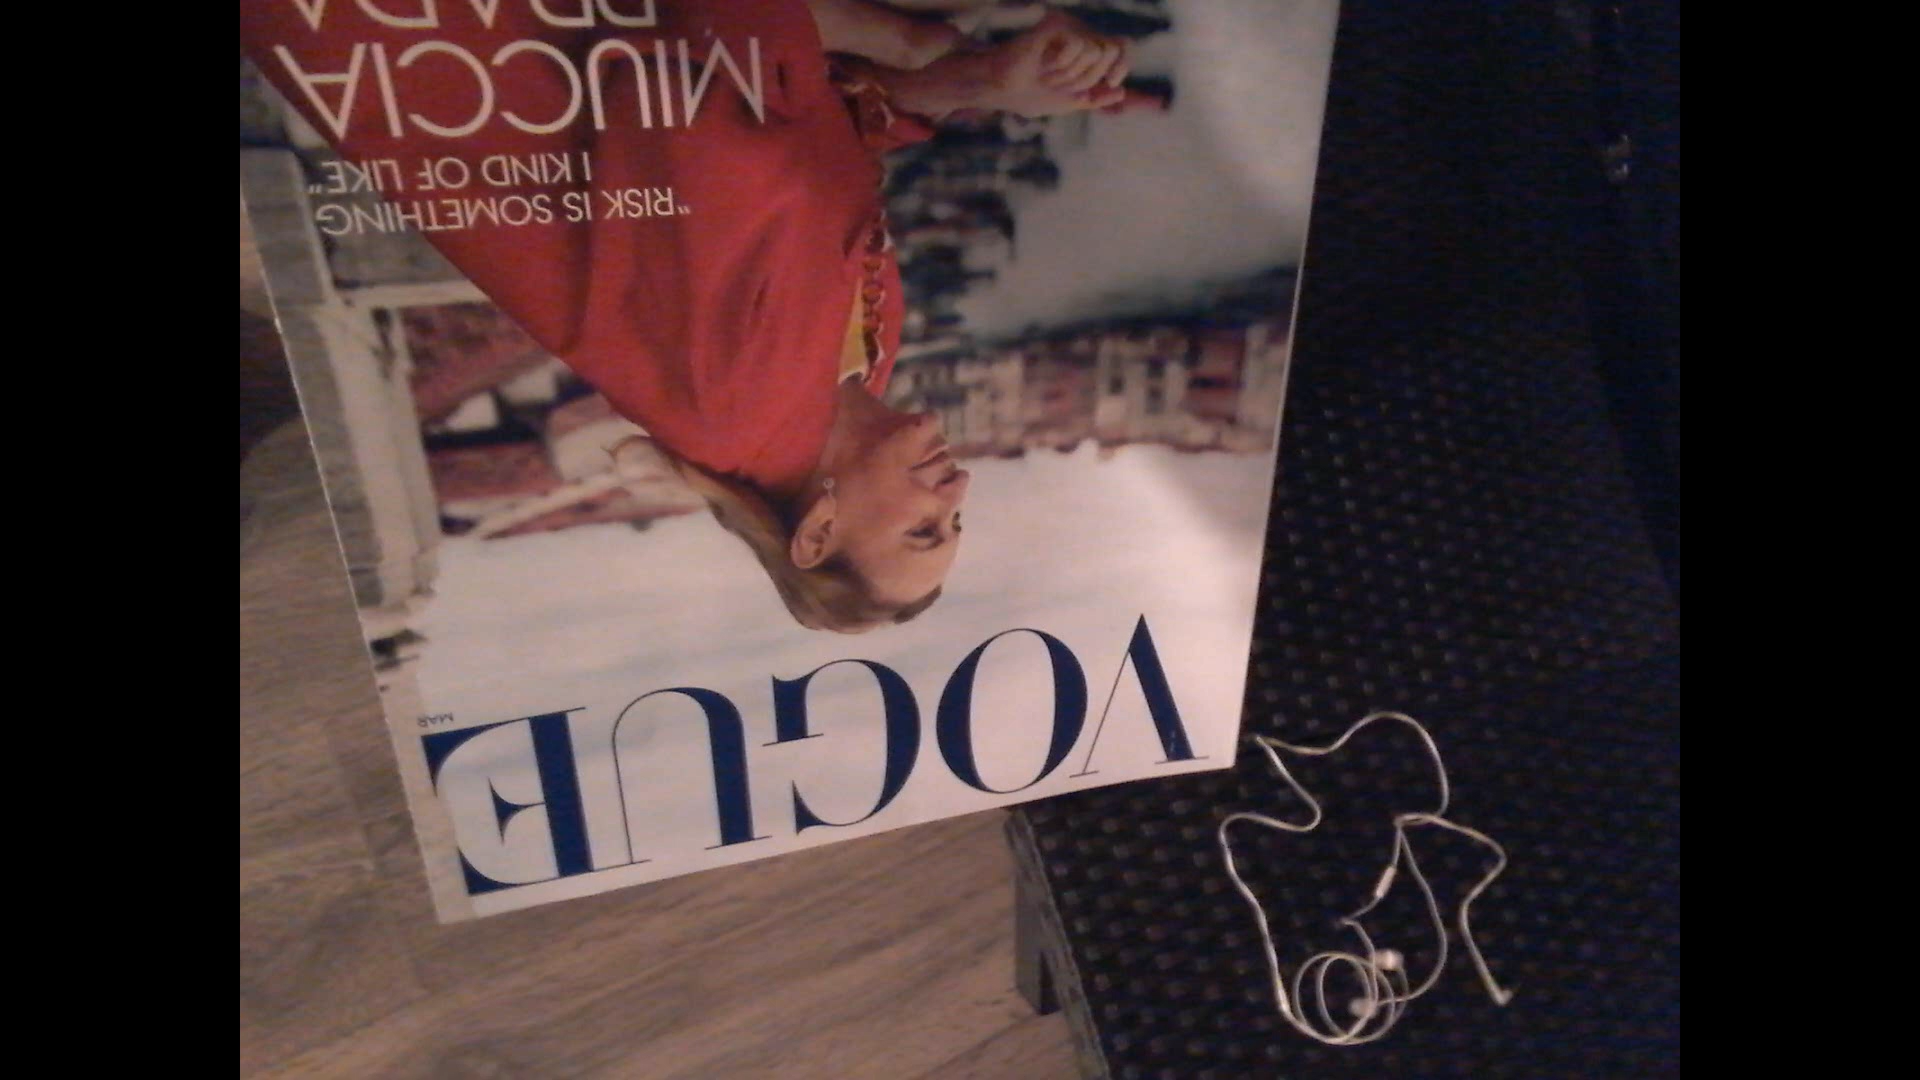 VOGUE
MAR
"RISK IS SOMETHING
I KIND OF LIKE"
MIUCCIA
PRADA